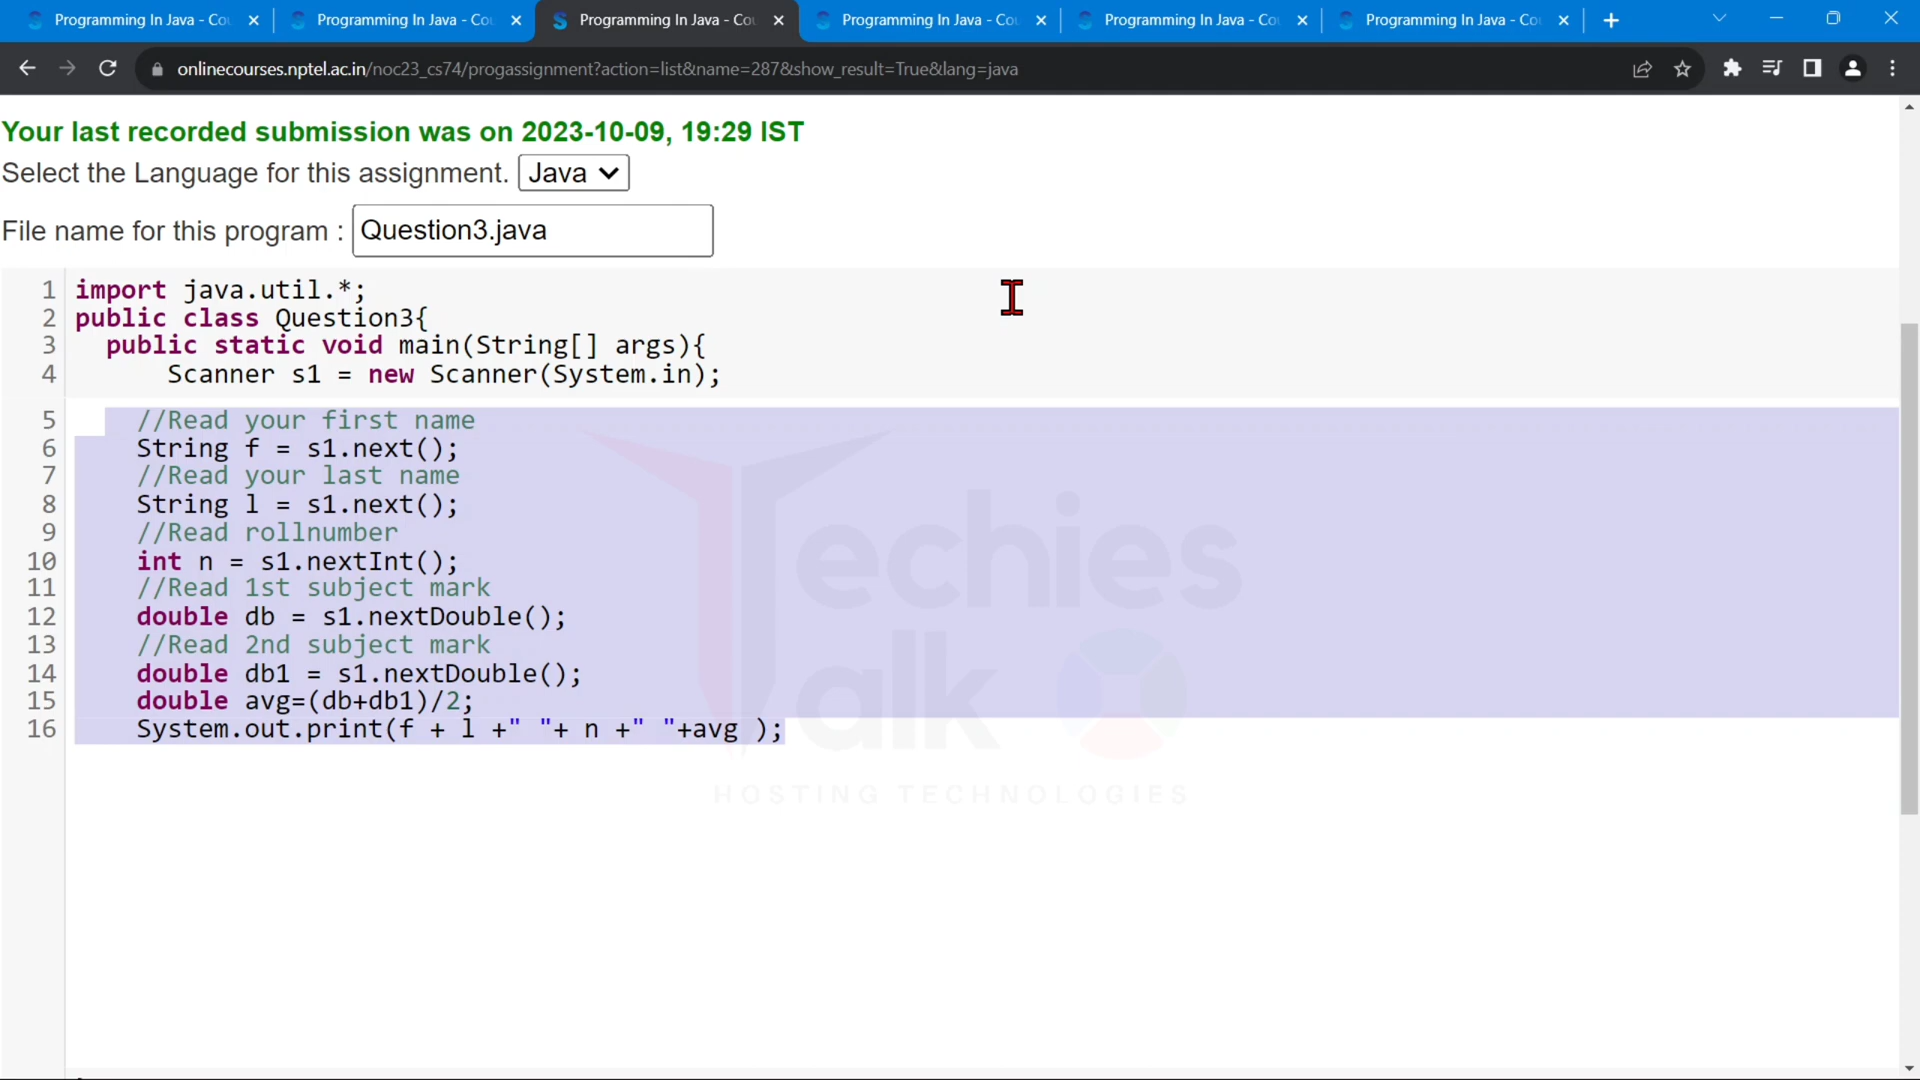 Programming In Java - Co
Programming In Java - Cou
Programming In Java - Cou
Programming In Java - Co
Programming In Java - Co
Programming In Java - Co
onlinecourses.nptel.ac.in/noc23_cs74/progassignment?action=list&name=287&show_result=True&lang=java
Your last recorded submission was on 2023-10-09, 19:29 IST
Select the Language for this assignment. Java
File name for this program : Question3.java
1 import java.util.*;
2 public class Question3{
3 public static void main(String[] args){
4 Scanner s1 = new Scanner(System.in);
5 //Read your first name
6 String f = s1.next();
7 //Read your last name
8 String l = s1.next();
9 //Read rollnumber
10 int n = s1.nextInt();
11 //Read 1st subject mark
12 double db = s1.nextDouble();
13 //Read 2nd subject mark
14 double db1 = s1.nextDouble();
15 double avg=(db+db1)/2;
16 System.out.print(f + l +" "+ n +" "+avg );
Techies
Talk
HOSTING TECHNOLOGIES